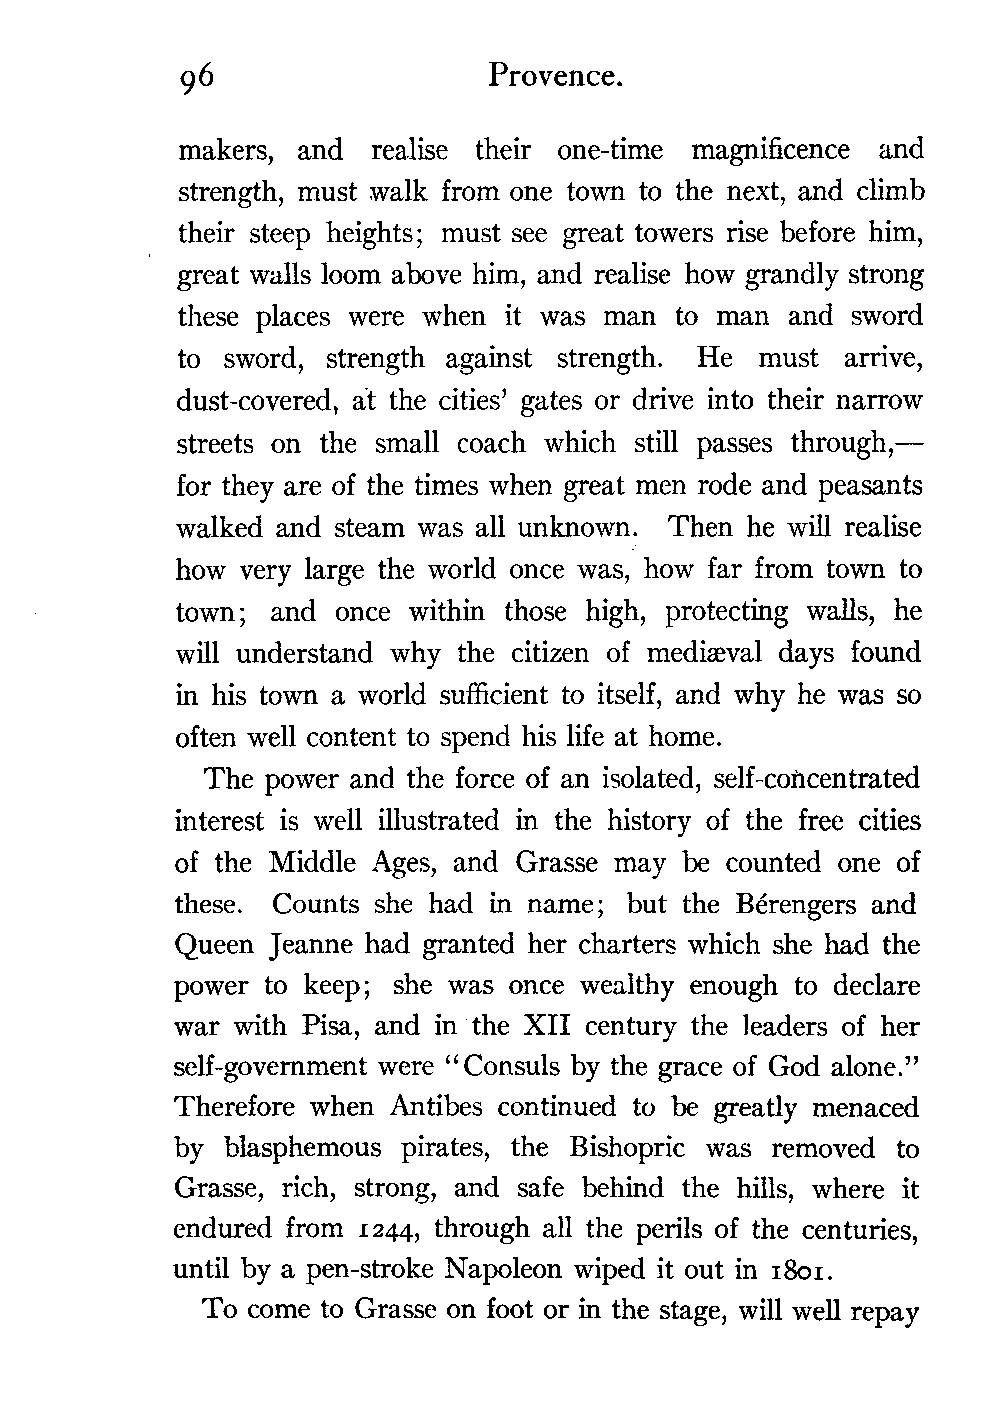 96 Provence.
makers, and realise their one-time magnificence and
strength, must walk from one town to the next, and climb
their steep heights; must see great towers rise before him,
great walls loom above him, and realise how grandly strong
these places were when it was man to man and sword
to sword, strength against strength. He must arrive,
dust-covered, at the cities' gates or drive into their narrow
streets on the small coach which still passes through,—
for they are of the times when great men rode and peasants
walked and steam was all unknown. Then he will realise
how very large the world once was, how far from town to
town; and once within those high, protecting walls, he
will understand why the citizen of mediæval days found
in his town a world sufficient to itself, and why he was so
often well content to spend his life at home.
The power and the force of an isolated, self-concentrated
interest is well illustrated in the history of the free cities
of the Middle Ages, and Grasse may be counted one of
these. Counts she had in name; but the Bérengers and
Queen Jeanne had granted her charters which she had the
power to keep; she was once wealthy enough to declare
war with Pisa, and in the XII century the leaders of her
self-government were "Consuls by the grace of God alone."
Therefore when Antibes continued to be greatly menaced
by blasphemous pirates, the Bishopric was removed to
Grasse, rich, strong, and safe behind the hills, where it
endured from 1244, through all the perils of the centuries,
until by a pen-stroke Napoleon wiped it out in 1801.
To come to Grasse on foot or in the stage, will well repay